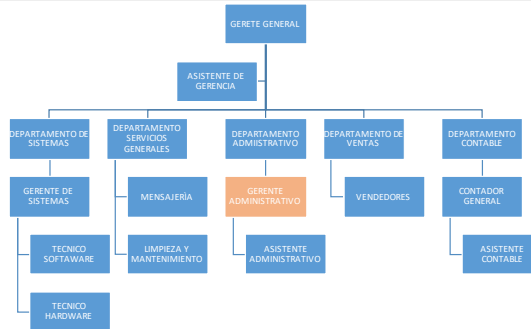 GERETE GENERAL
ASISTENTE DE
GERENCIA
DEPARTAMENTO DE
SISTEMAS
DEPARTAMENTO
SERVICIOS
GENERALES
DEPARTAMENTO
ADMIISTRATIVO
DEPARTAMENTO DE
VENTAS
DEPARTAMENTO
CONTABLE
GERENTE DE
SISTEMAS
MENSAJERÌA
GERENTE
ADMINISTRATIVO
VENDEDORES
CONTADOR
GENERAL
TECNICO
SOFTAWARE
LIMPIEZA Y
MANTENIMIENTO
ASISTENTE
ADMINISTRATIVO
ASISTENTE
CONTABLE
TECNICO
HARDWARE